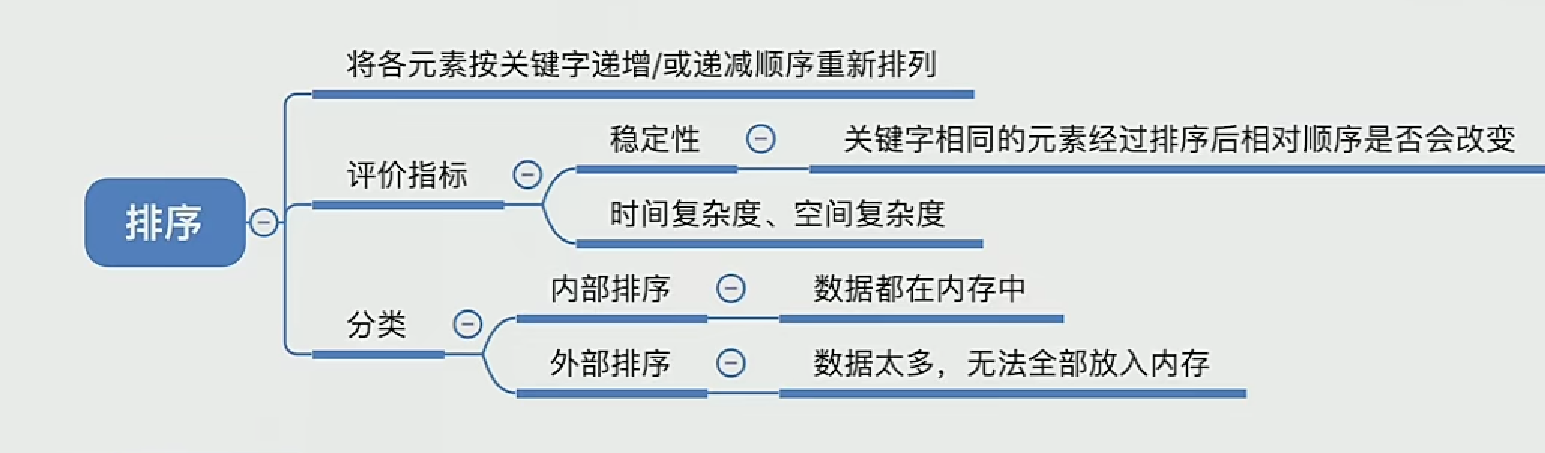 排序
将各元素按关键字递增/或递减顺序重新排列
评价指标
稳定性
关键字相同的元素经过排序后相对顺序是否会改变
时间复杂度、空间复杂度
分类
内部排序
数据都在内存中
外部排序
数据太多，无法全部放入内存